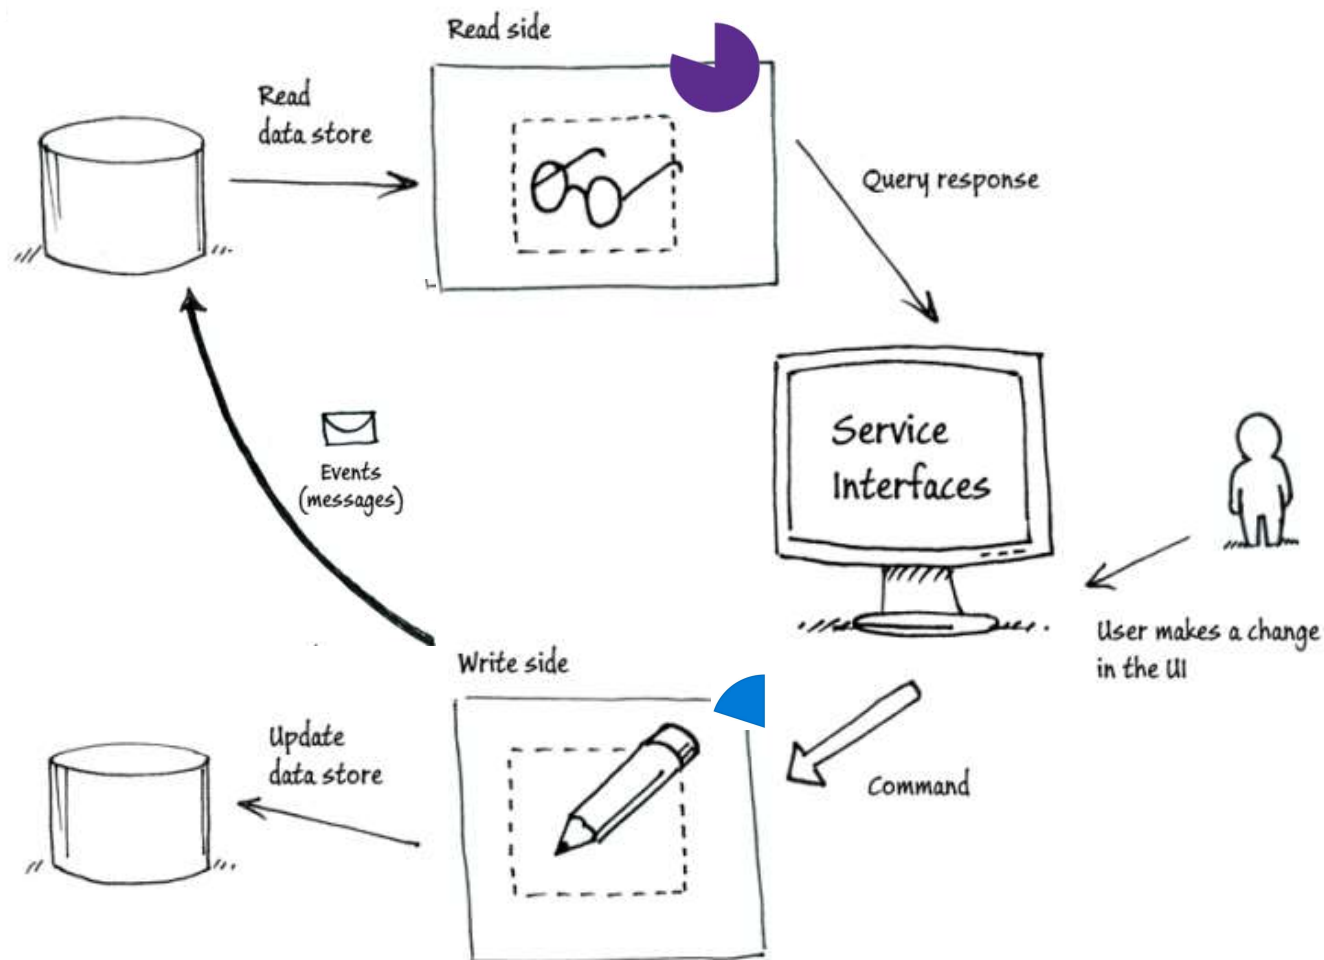 Read side
Read
data store
Query response
Service
Interfaces
Events
(messages)
User makes a change
in the UI
Write side
Update
data store
Command